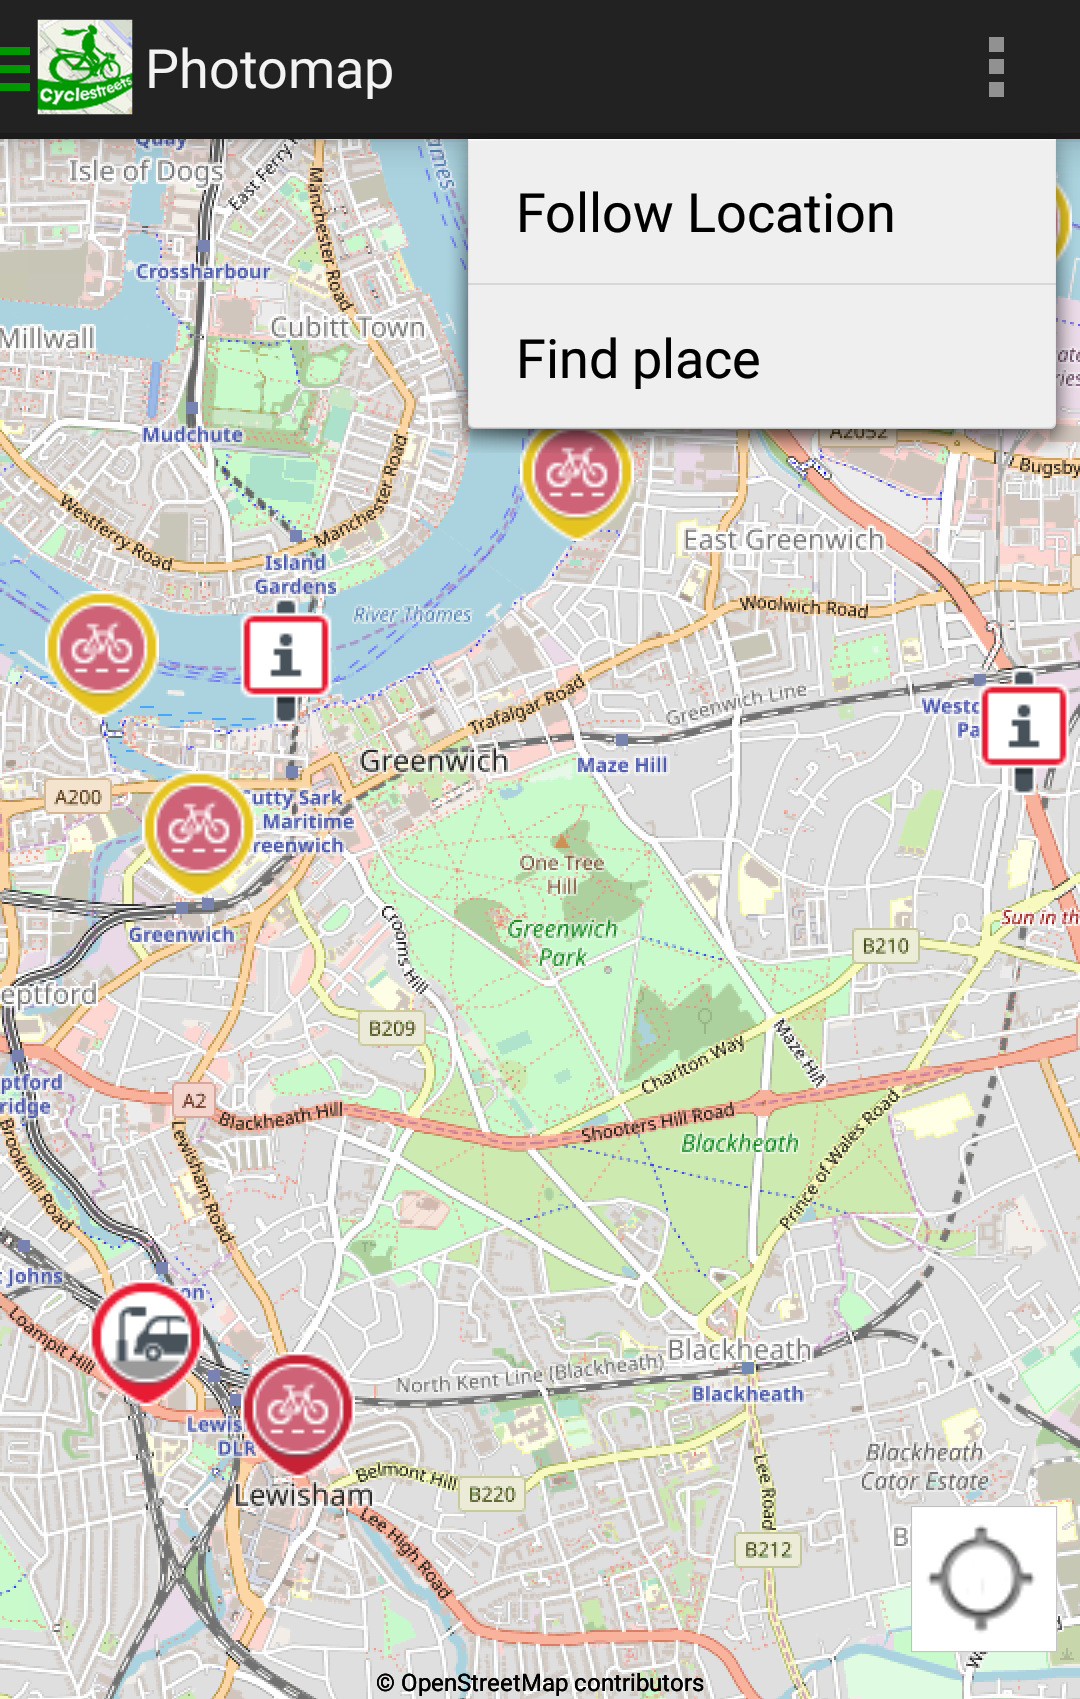 Photomap
Cyclestreets
Follow Location
Find place
Quay
Isle of Dogs
East Ferry
Manchester Road
Crossharbour
Millwall
Cubitt Town
Mudchute
A2052
Bugsby
Manchester Road
Westferry Road
Island
Gardens
East Greenwich
River Thames
Woolwich Road
Trafalgar Road
Greenwich Line
Westc
Pa
Greenwich
Maze Hill
A200
utty Sark
Maritime
reenwich
One Tree
Hill
Greenwich
Park
Crooms Hill
Sun in th
B210
Greenwich
eptford
B209
Maze Hill
Charlton Way
ptford
ridge
A2
Blackheath Hill
Shooters Hill Road
Blackheath
Prince of Wales Road
Brookmill Road
Lewisham Road
t Johns
on
Loampit Hill
Blackheath
North Kent Line (Blackheath)
Blackheath
Lewis
DLR
Belmont Hill
B220
Lewisham
Lee Road
Blackheath
Cator Estate
Lee High Road
B212
B
© OpenStreetMap contributors